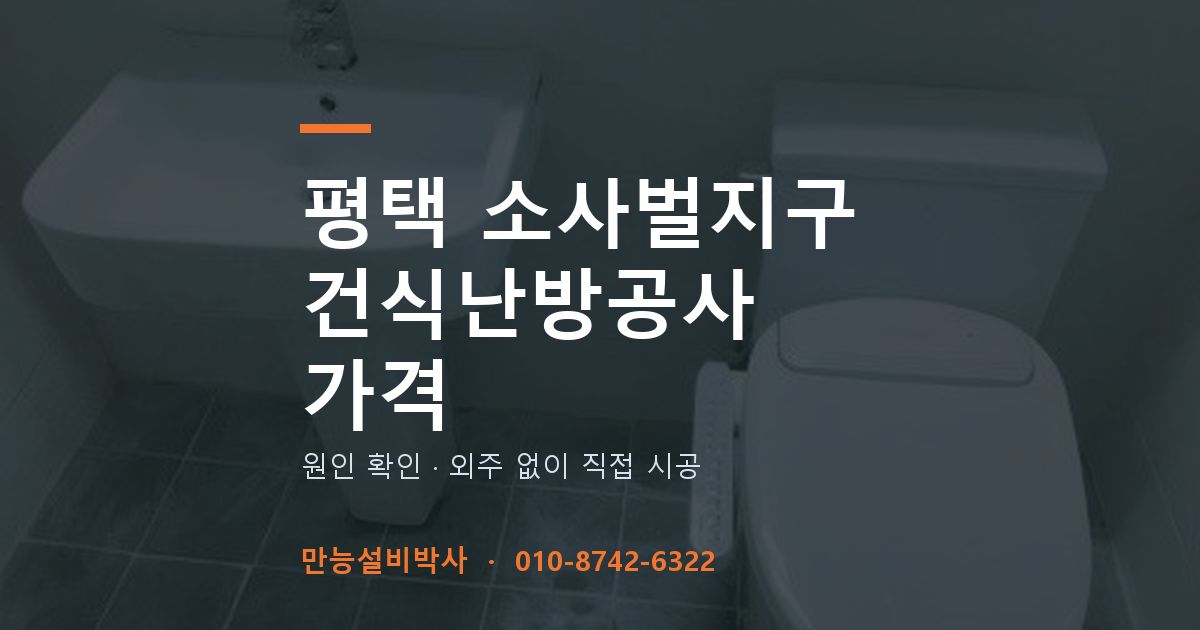 평택 소사벌지구
건식난방공사
가격
원인 확인 · 외주 없이 직접 시공
만능설비박사 · 010-8742-6322